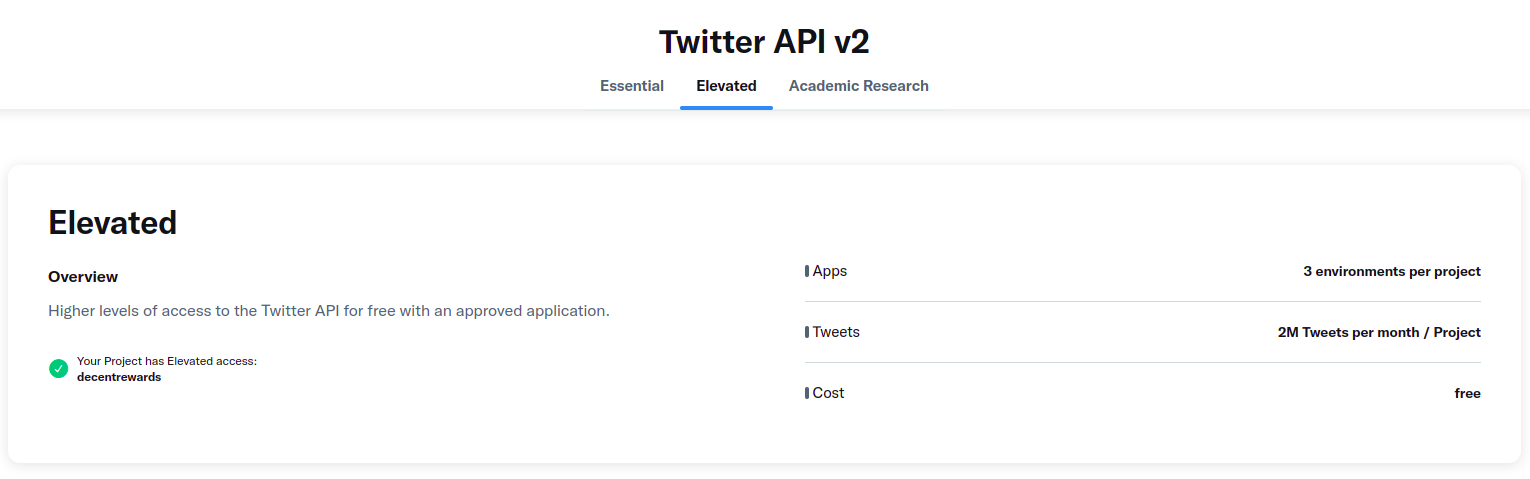 Twitter API v2
Essential
Elevated
Academic Research
Elevated
Overview
Higher levels of access to the Twitter API for free with an approved application.
Your Project has Elevated access:
decentrewards
Apps
3 environments per project
Tweets
2M Tweets per month / Project
Cost
free